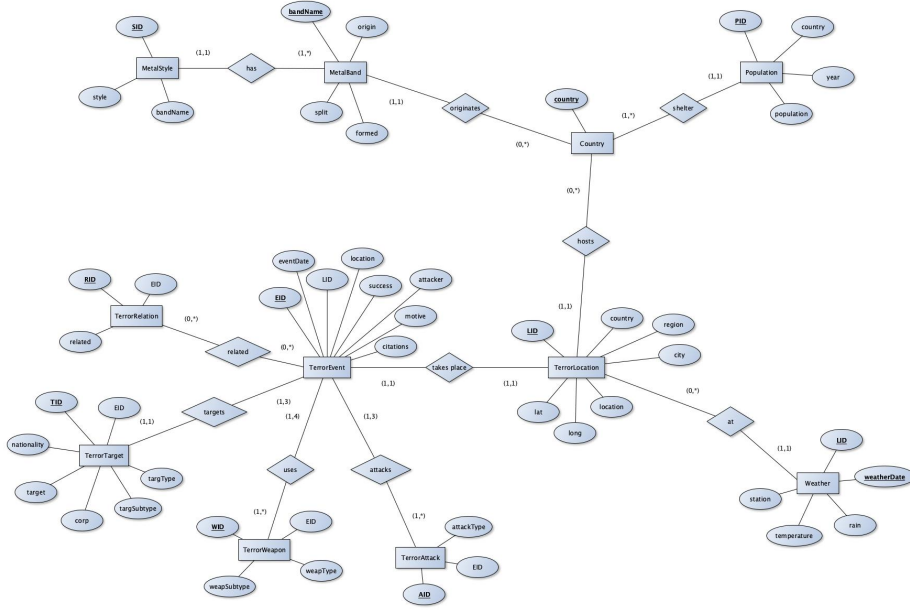 bandName
origin
SID
PID
country
(1,1)
has
(1,*)
MetalStyle
MetalBand
Population
(1,1)
year
style
bandName
split
formed
(1,1)
originates
country
shelter
population
(1,*)
(0,*)
Country
(0,*)
hosts
eventDate
LID
location
success
attacker
RID
EID
EID
motive
TerrorRelation
(0,*)
citations
related
related
(0,*)
TerrorEvent
(1,1)
takes place
(1,1)
(1,1)
LID
country
region
city
TerrorLocation
lat
long
location
(0,*)
at
(1,1)
TID
EID
(1,1)
targets
(1,3)
(1,4)
(1,3)
nationality
TerrorTarget
target
corp
targSubtype
targType
uses
attacks
LID
weatherDate
Weather
station
temperature
rain
(1,*)
(1,*)
WID
EID
TerrorWeapon
weapSubtype
weapType
attackType
TerrorAttack
EID
AID